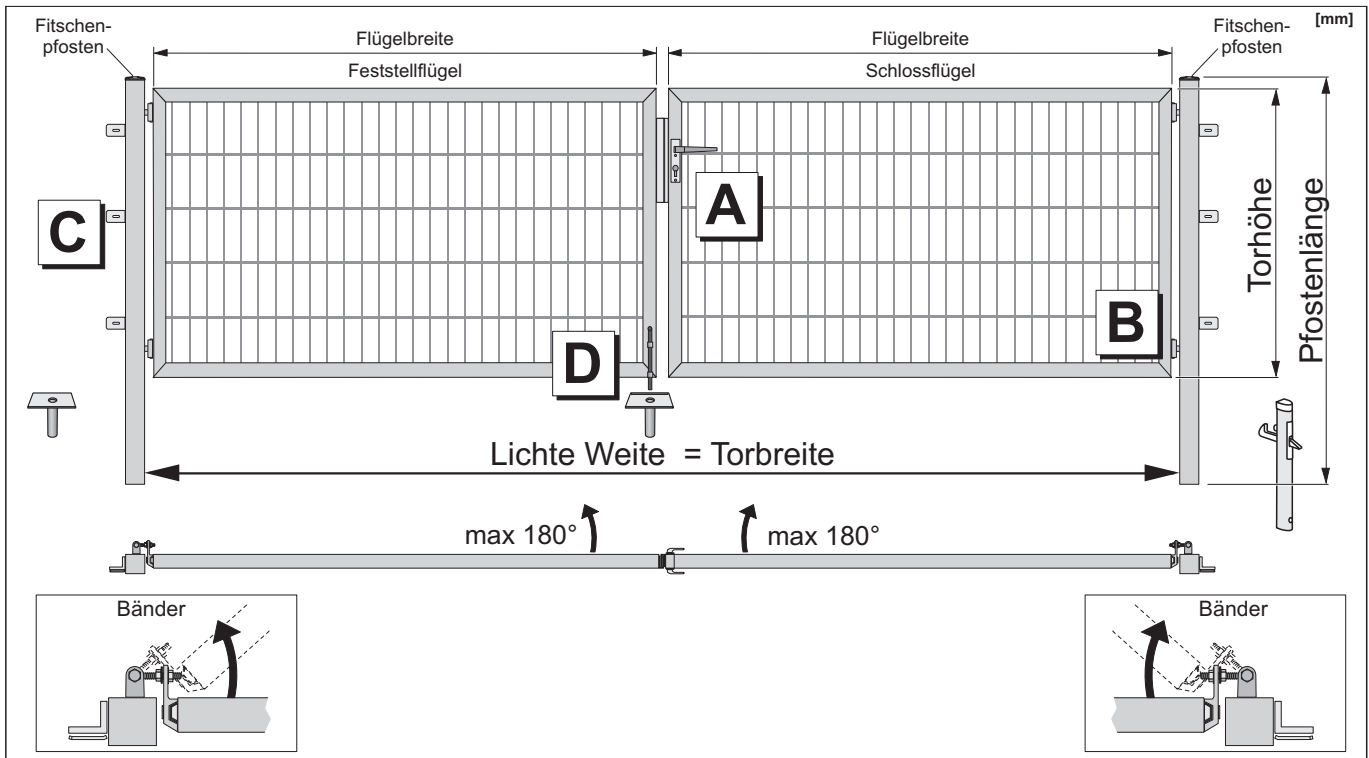 Fitschen-
pfosten
Flügelbreite
Feststellflügel
Flügelbreite
Schlossflügel
Fitschen-
pfosten
[mm]
A
B
C
D
Torhöhe
Pfostenlänge
Lichte Weite = Torbreite
max 180°
max 180°
Bänder
Bänder